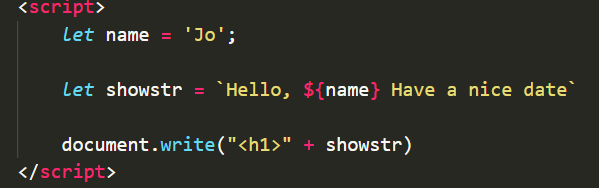 <script>
let name = 'Jo';
let showstr = `Hello, ${name} Have a nice date`
document.write("<h1>" + showstr)
</script>